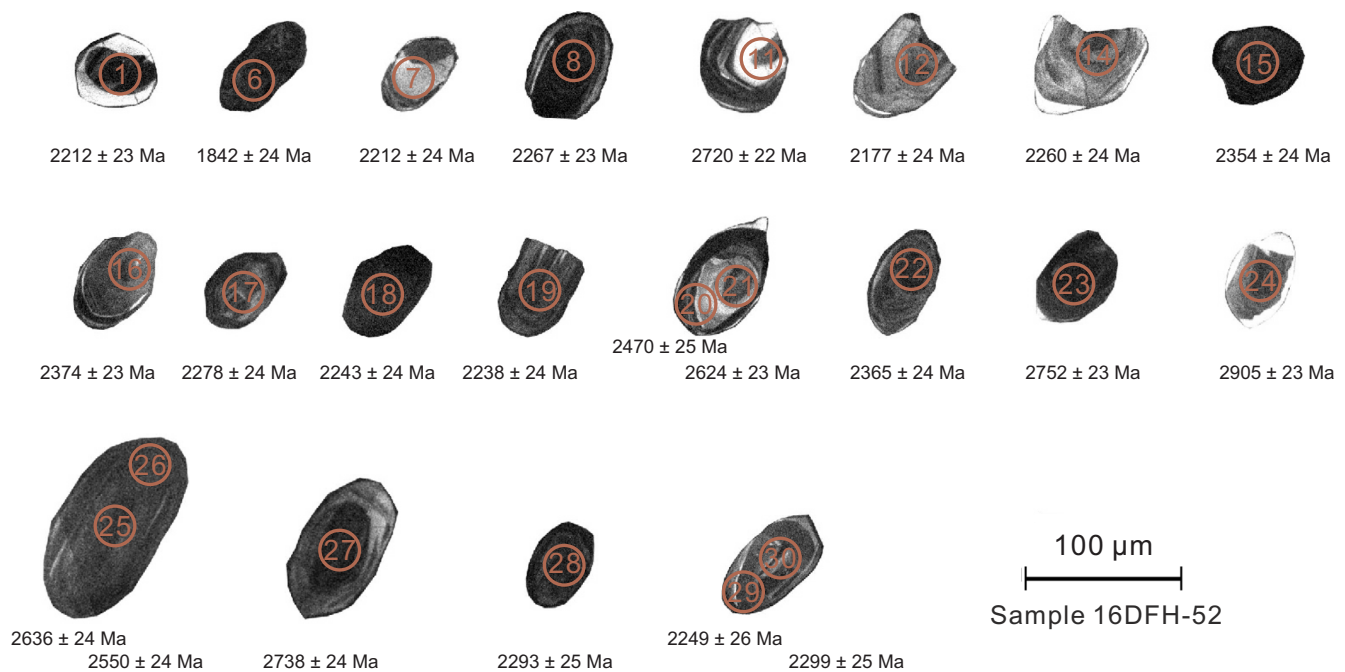 1 6 7 8 11 12 14 15
2212 ± 23 Ma 1842 ± 24 Ma 2212 ± 24 Ma 2267 ± 23 Ma 2720 ± 22 Ma 2177 ± 24 Ma 2260 ± 24 Ma 2354 ± 24 Ma
16 17 18 19 20 21 22 23 24
2470 ± 25 Ma
2374 ± 23 Ma 2278 ± 24 Ma 2243 ± 24 Ma 2238 ± 24 Ma 2624 ± 23 Ma 2365 ± 24 Ma 2752 ± 23 Ma 2905 ± 23 Ma
26
25 27 28 30
29
100 µm
Sample 16DFH-52
2636 ± 24 Ma 2249 ± 26 Ma
2550 ± 24 Ma 2738 ± 24 Ma 2293 ± 25 Ma 2299 ± 25 Ma